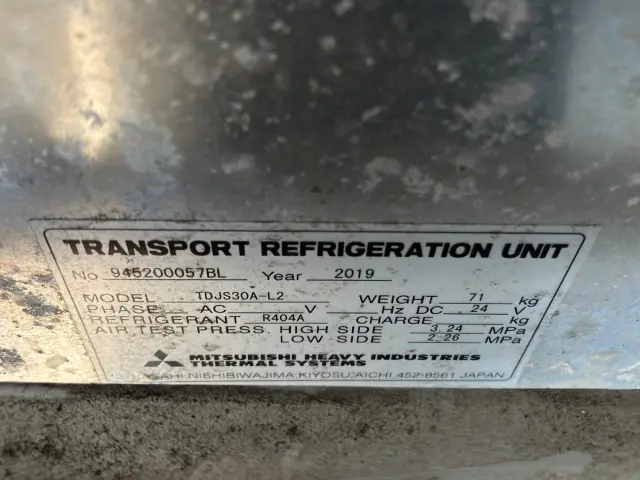 TRANSPORT REFRIGERATION UNIT
No. 945200057BL Year 2019
MODEL TDJS30A-L2 WEIGHT 71 kg
PHASE AC V Hz DC 24 V
REFRIGERANT R404A CHARGE kg
AIR TEST PRESS. HIGH SIDE 3.24 MPa
LOW SIDE 2.26 MPa
MITSUBISHI HEAVY INDUSTRIES
THERMAL SYSTEMS
ASAHI,NISHIBIWAJIMA,KIYOSU,AICHI,452-8561 JAPAN